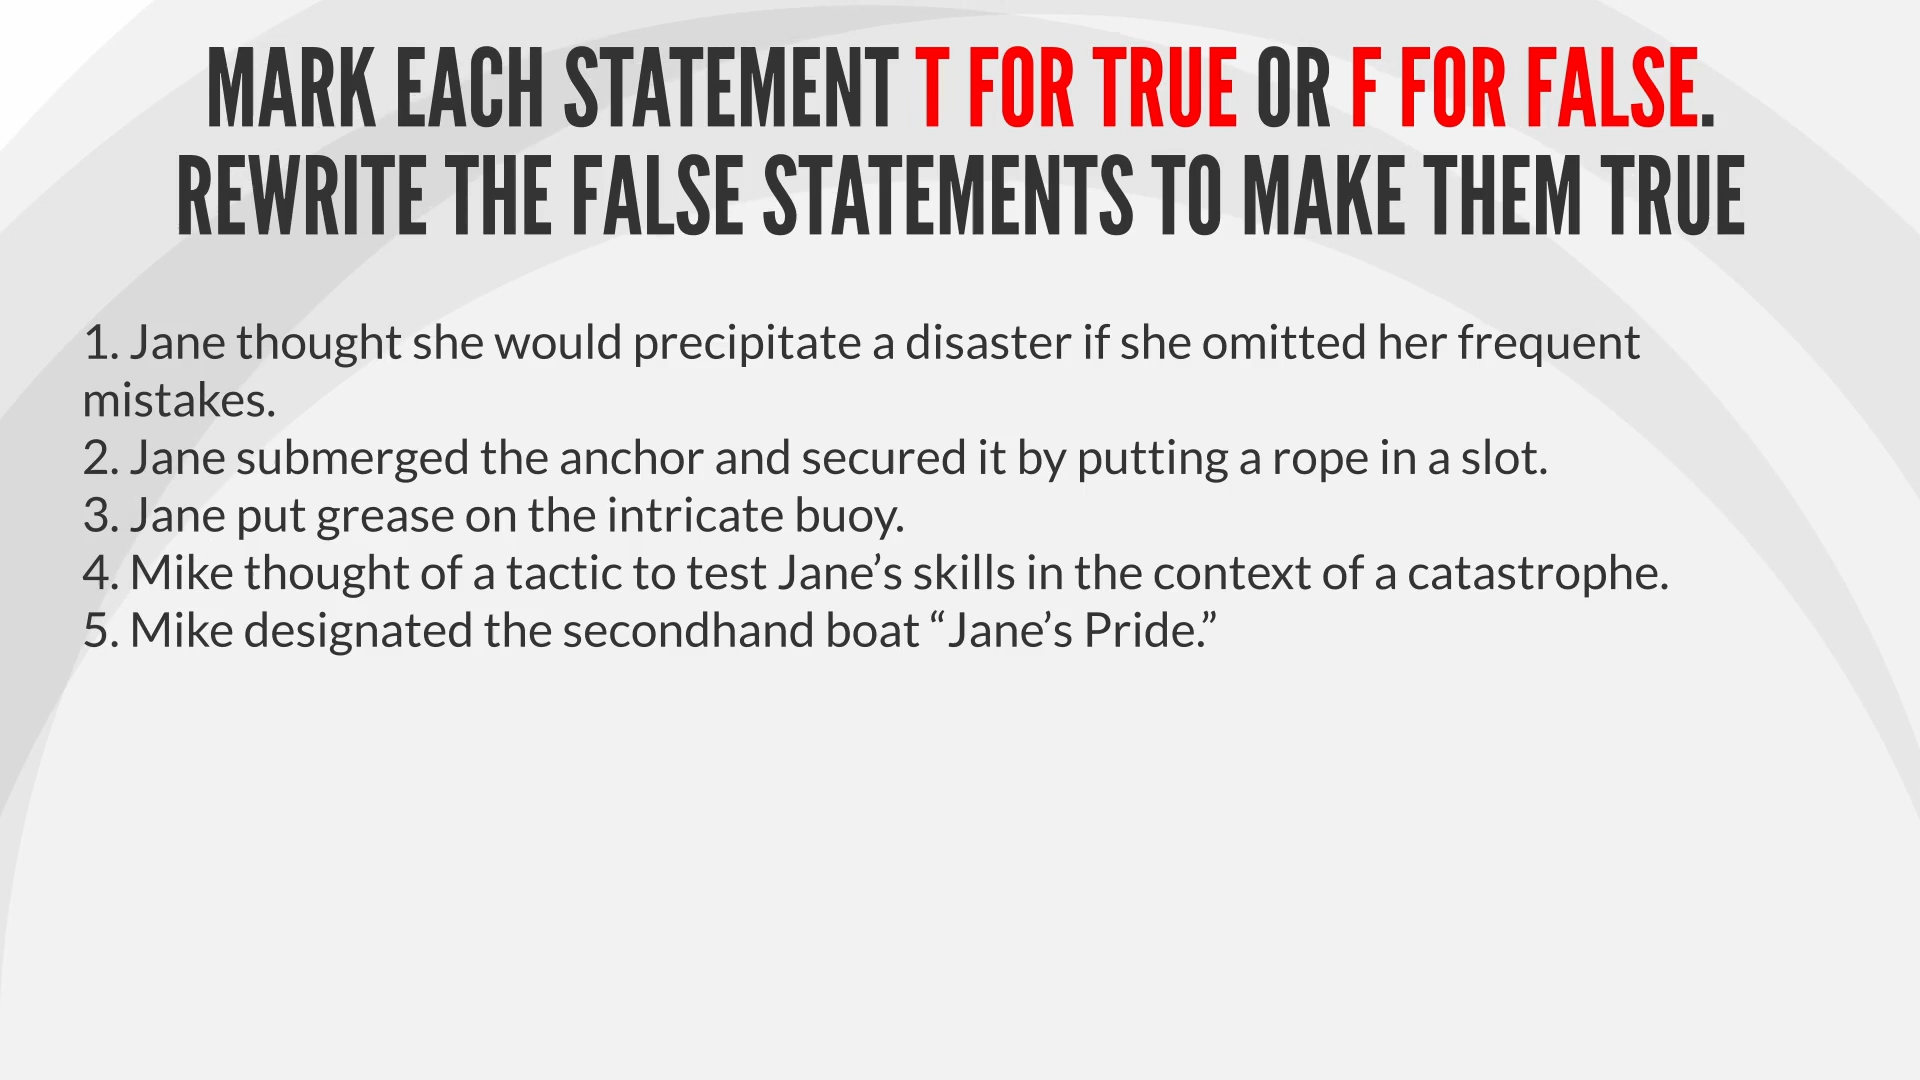 MARK EACH STATEMENT T FOR TRUE OR F FOR FALSE.
REWRITE THE FALSE STATEMENTS TO MAKE THEM TRUE
1. Jane thought she would precipitate a disaster if she omitted her frequent
mistakes.
2. Jane submerged the anchor and secured it by putting a rope in a slot.
3. Jane put grease on the intricate buoy.
4. Mike thought of a tactic to test Jane’s skills in the context of a catastrophe.
5. Mike designated the secondhand boat “Jane’s Pride.”